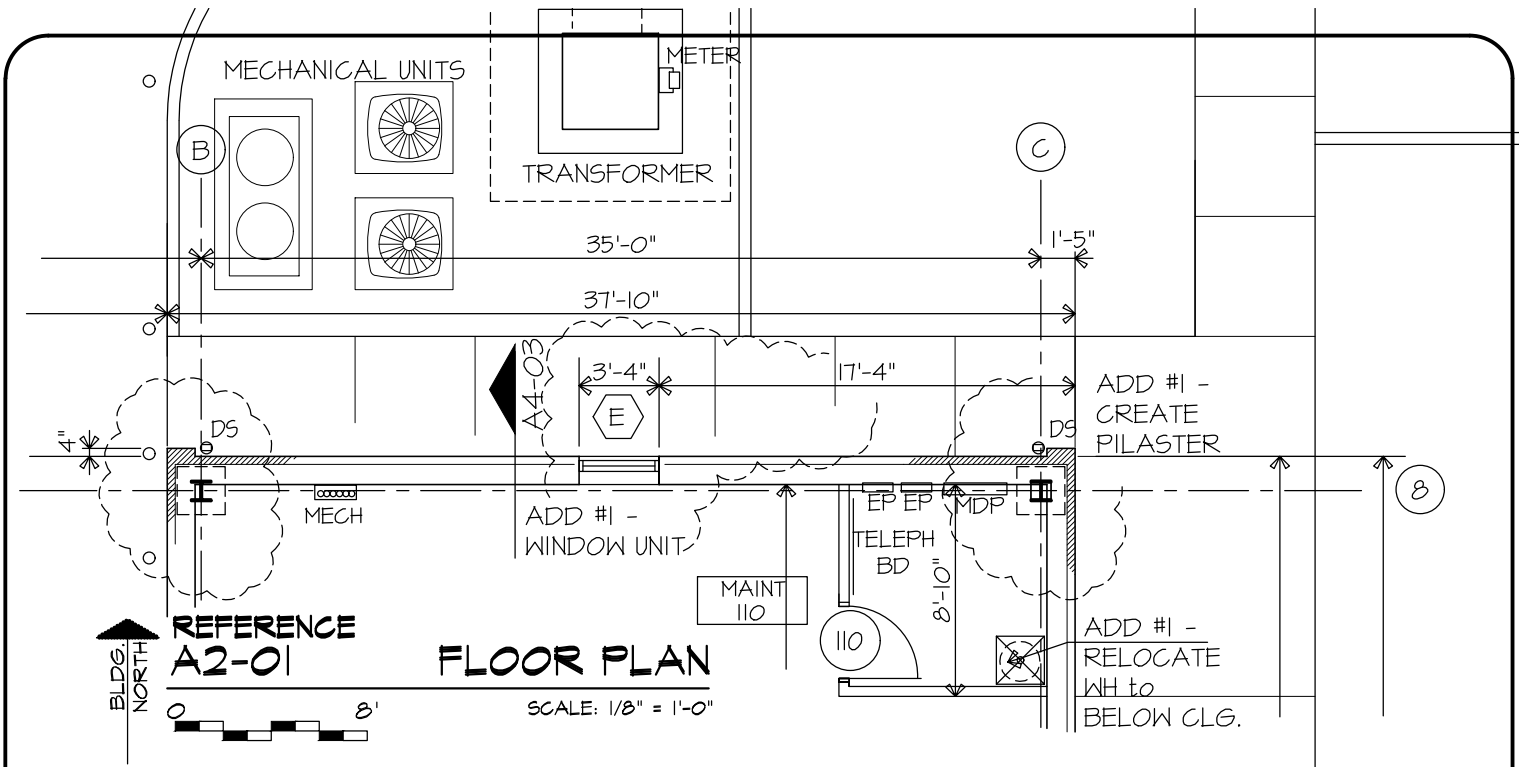 METER
MECHANICAL UNITS
B
C
TRANSFORMER
35'-0"
1'-5"
37'-10"
A4-03
3'-4"
17'-4"
E
ADD #1 -
CREATE
PILASTER
DS
DS
4"
8
MECH
ADD #1 -
WINDOW UNIT
EP EP MDP
TELEPH
BD
8'-10"
MAINT
110
110
ADD #1 -
RELOCATE
WH to
BELOW CLG.
BLDG.
NORTH
REFERENCE
A2-01
FLOOR PLAN
0 8'
SCALE: 1/8" = 1'-0"